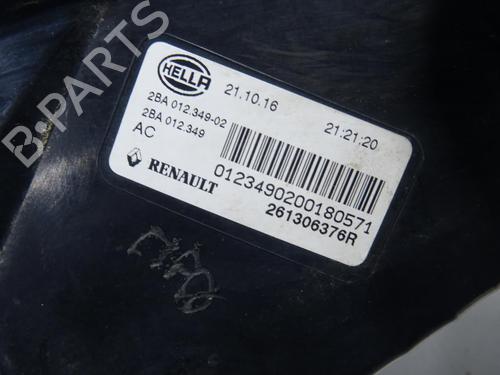 HELLA
21.10.16 21:21:20
2BA 012.349-02
2BA 012.349
AC
RENAULT
0123490200180571
261306376R
B-PARTS